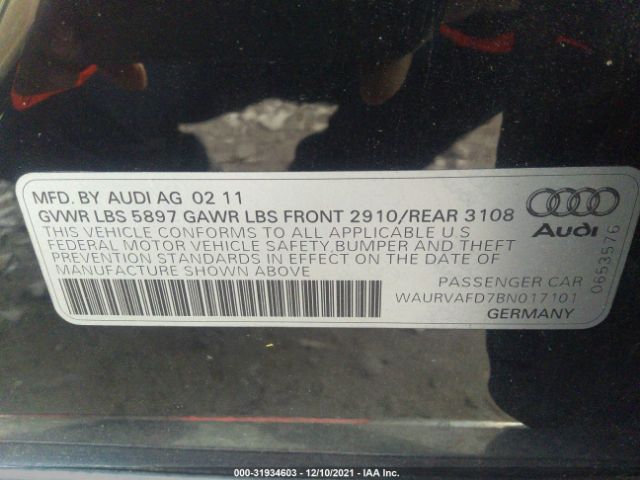 MFD. BY AUDI AG 02 11
GVWR LBS 5897 GAWR LBS FRONT 2910/REAR 3108
THIS VEHICLE CONFORMS TO ALL APPLICABLE U S
FEDERAL MOTOR VEHICLE SAFETY,BUMPER AND THEFT
PREVENTION STANDARDS IN EFFECT ON THE DATE OF
MANUFACTURE SHOWN ABOVE
Audi
0653576
PASSENGER CAR
WAURVAFD7BN017101
GERMANY
000-31934603 - 12/10/2021 - IAA Inc.